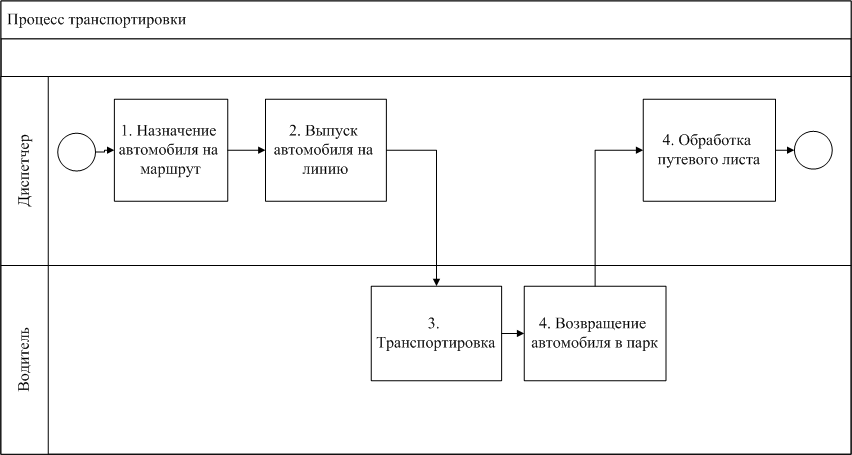 Процесс транспортировки
Диспетчер
1. Назначение
автомобиля на
маршрут
2. Выпуск
автомобиля на
линию
4. Обработка
путевого листа
Водитель
3.
Транспортировка
4. Возвращение
автомобиля в парк